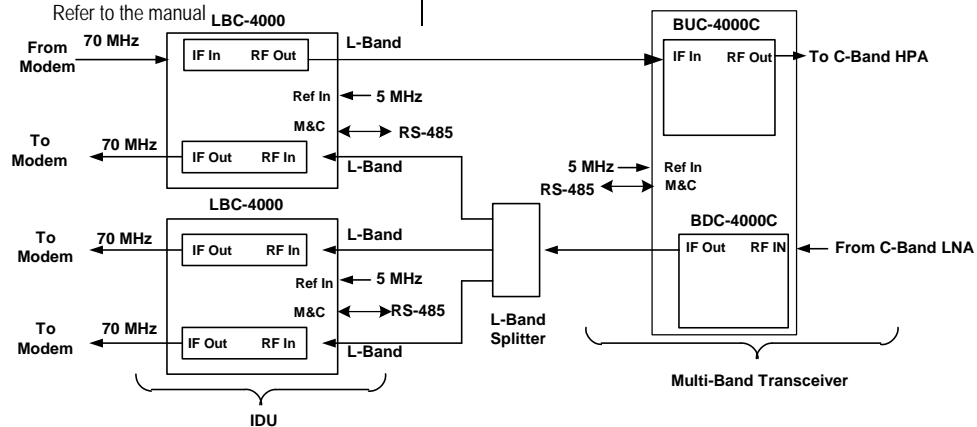 Refer to the manual
LBC-4000
BUC-4000C
From
Modem
70 MHz
IF In
RF Out
L-Band
IF In
RF Out
To C-Band HPA
Ref In
5 MHz
M&C
RS-485
To
Modem
70 MHz
IF Out
RF In
L-Band
5 MHz
Ref In
RS-485
M&C
LBC-4000
BDC-4000C
To
Modem
70 MHz
IF Out
RF In
L-Band
IF Out
RF IN
From C-Band LNA
Ref In
5 MHz
M&C
RS-485
L-Band
Splitter
To
Modem
70 MHz
IF Out
RF In
L-Band
Multi-Band Transceiver
IDU